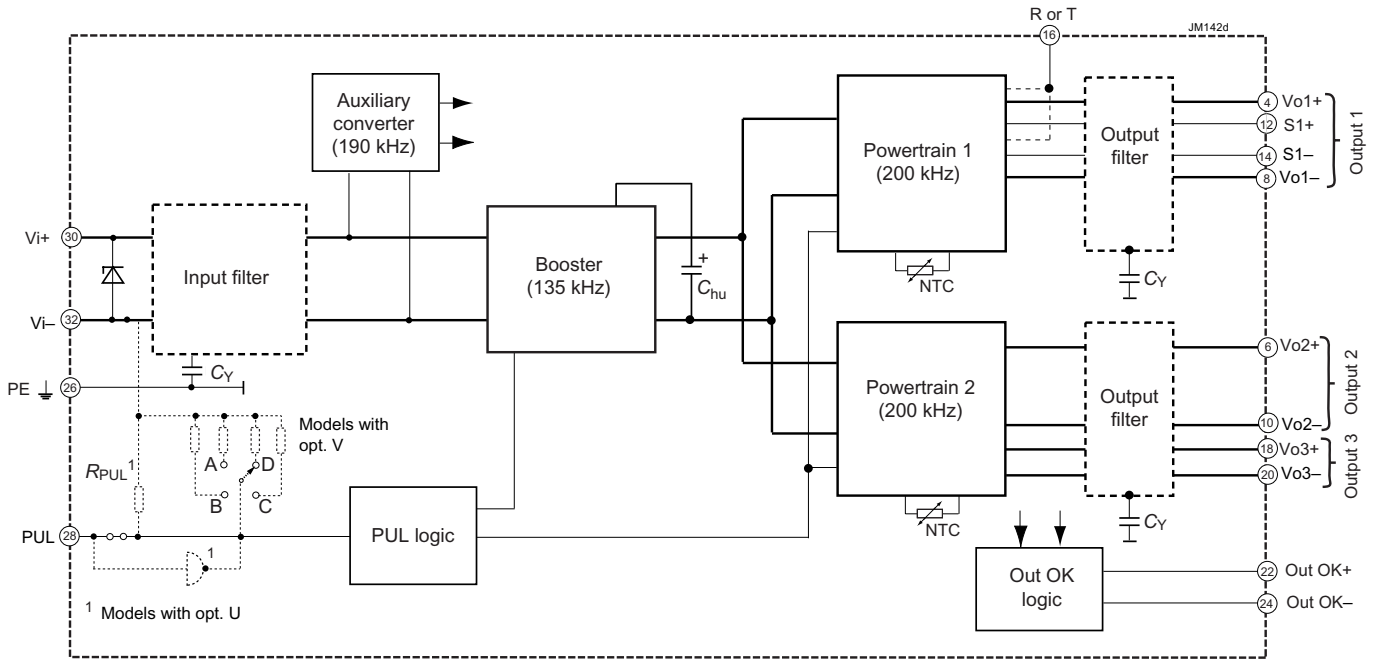 R or T
16
JM142d
Auxiliary
converter
(190 kHz)
Powertrain 1
(200 kHz)
Output
filter
4
Vo1+
12
S1+
14
S1–
8
Vo1–
Output 1
NTC
CY
Vi+
30
Input filter
Booster
(135 kHz)
+
Chu
Vi–
32
CY
PE
26
Powertrain 2
(200 kHz)
Output
filter
6
Vo2+
10
Vo2–
Output 2
18
Vo3+
20
Vo3–
Output 3
NTC
CY
Models with
opt. V
RPUL1
A
D
B
C
PUL
28
PUL logic
1
1 Models with opt. U
Out OK
logic
22
Out OK+
24
Out OK–